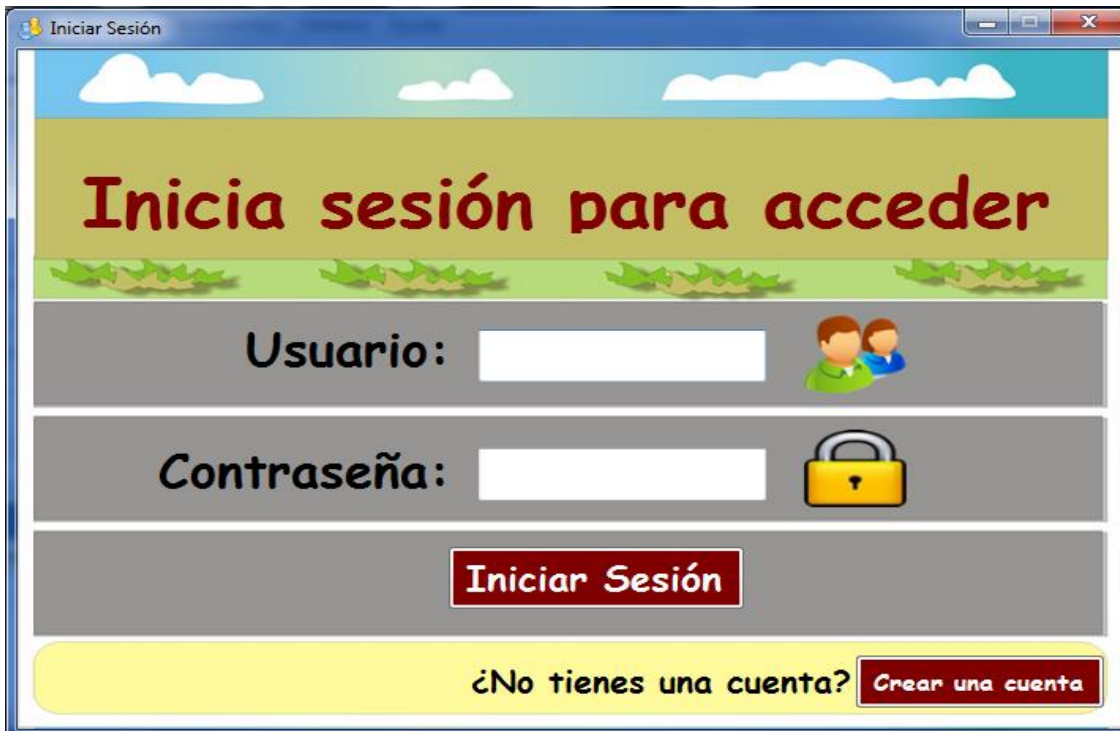 Iniciar Sesión
Inicia sesión para acceder
Usuario:
Contraseña:
Iniciar Sesión
¿No tienes una cuenta? Crear una cuenta